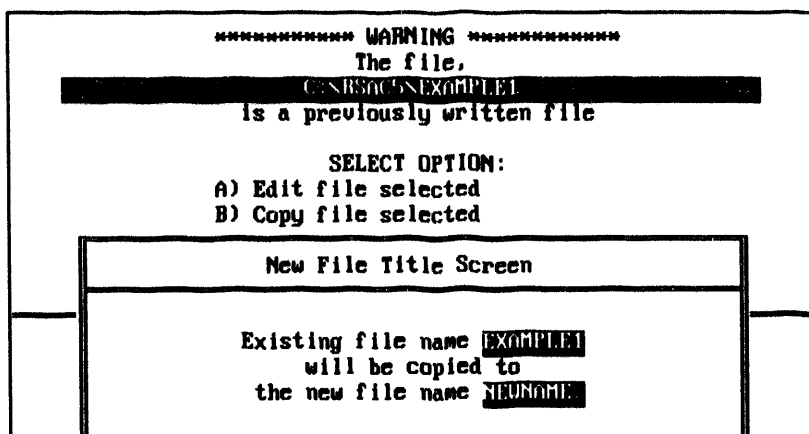 *********** WARNING ************
The file,
C:\RSAC5\EXAMPLE1
is a previously written file
SELECT OPTION:
A) Edit file selected
B) Copy file selected
New File Title Screen
Existing file name EXAMPLE1
will be copied to
the new file name NEWNAME